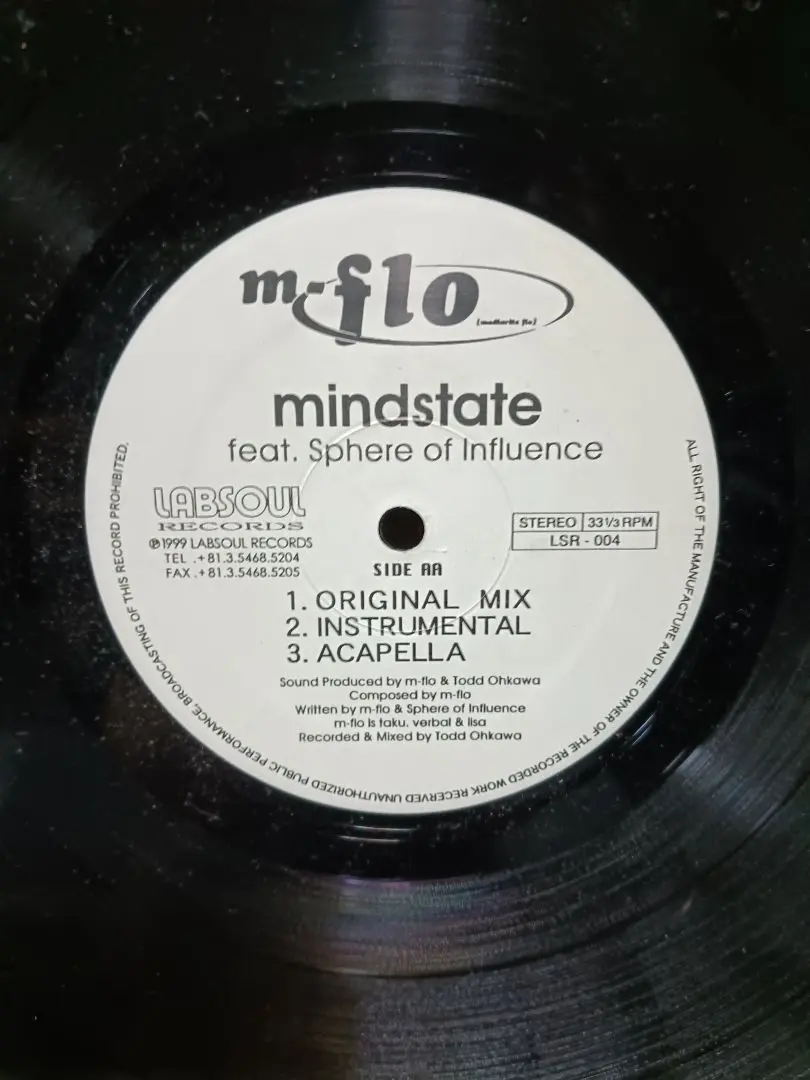 m-flo
[mediarite flo]
mindstate
feat. Sphere of Influence
LABSOUL
RECORDS
℗1999 LABSOUL RECORDS
TEL .+81.3.5468.5204
FAX .+81.3.5468.5205
STEREO 33 1/3 RPM
LSR - 004
SIDE AA
1. ORIGINAL MIX
2. INSTRUMENTAL
3. ACAPELLA
Sound Produced by m-flo & Todd Ohkawa
Composed by m-flo
Written by m-flo & Sphere of Influence
m-flo is taku, verbal & lisa
Recorded & Mixed by Todd Ohkawa
ALL RIGHT OF THE MANUFACTURE AND THE OWNER OF THE RECORDED WORK RECERVED UNAUTHORIZED PUBLIC PERFORMANCE, BROADCASTING OF THIS RECORD PROHIBITED.